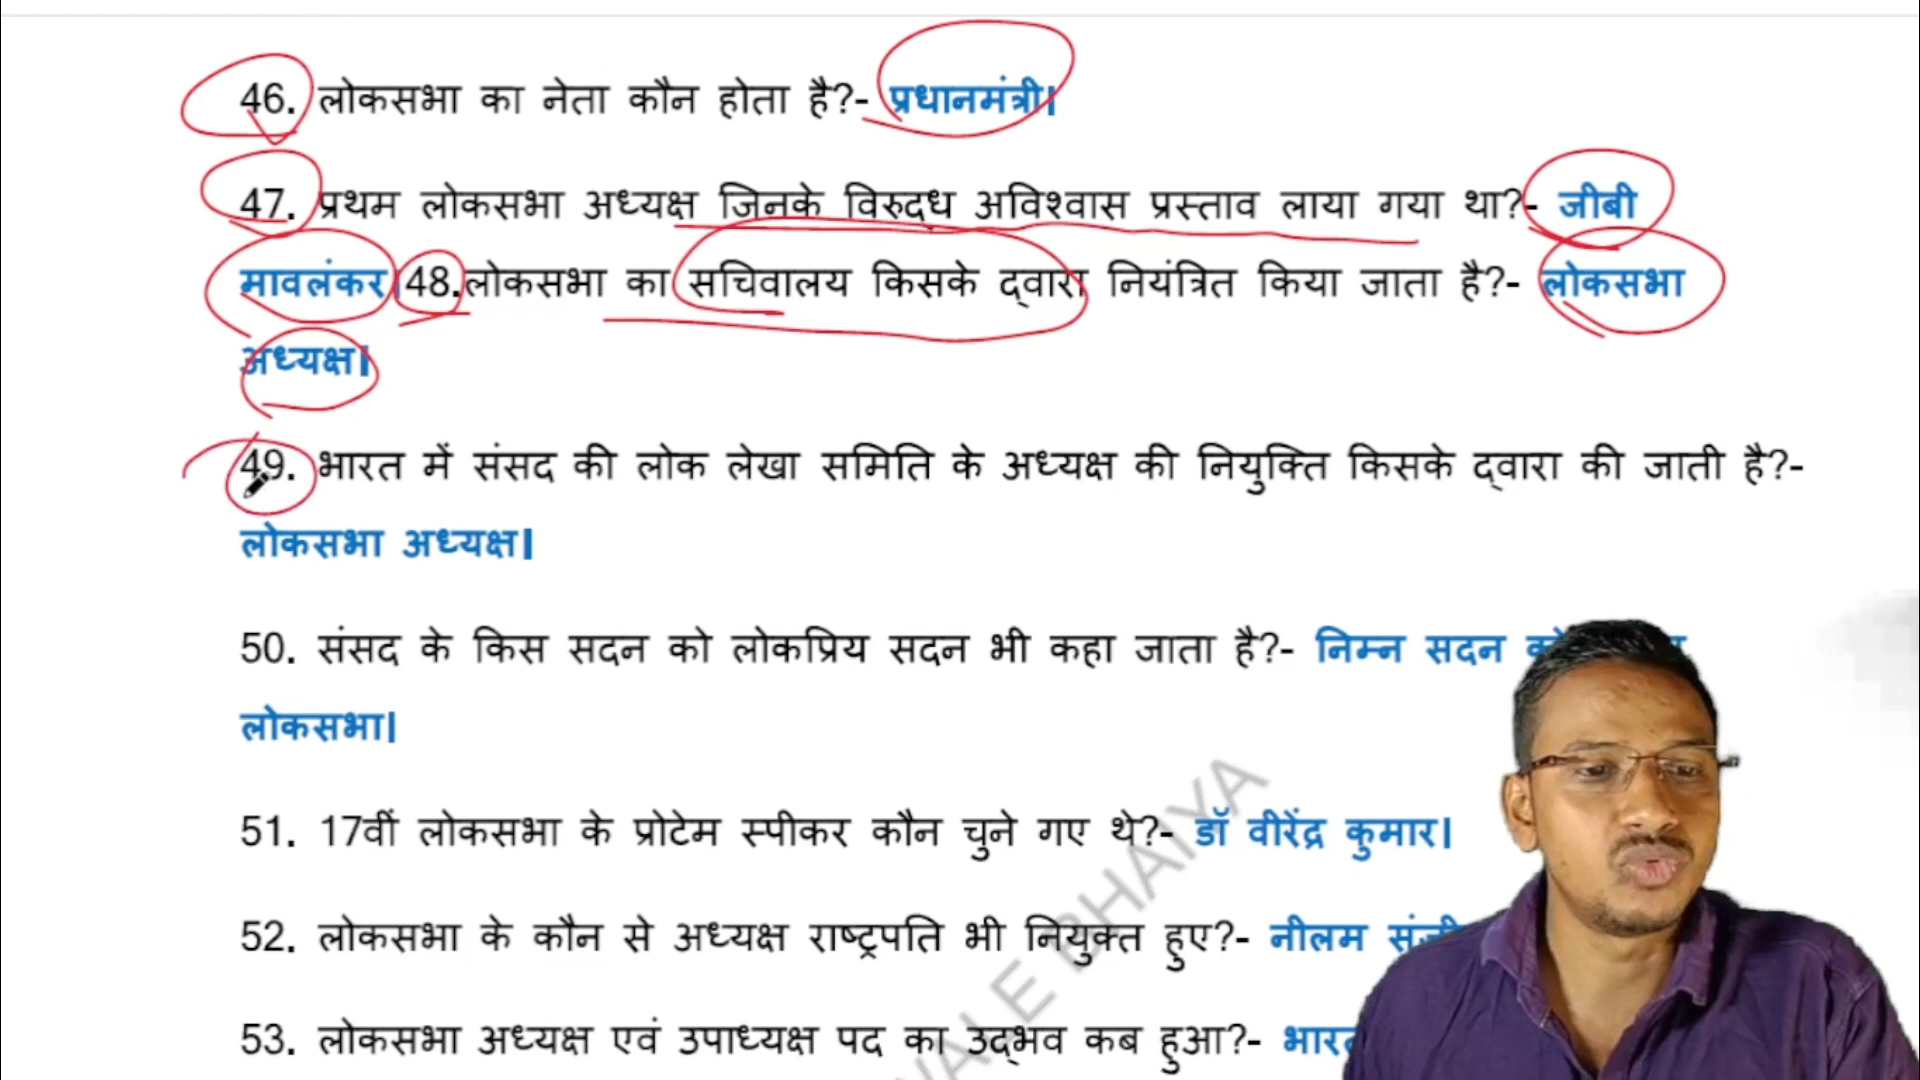 46. लोकसभा का नेता कौन होता है?- प्रधानमंत्री।
47. प्रथम लोकसभा अध्यक्ष जिनके विरुद्ध अविश्वास प्रस्ताव लाया गया था?- जीबी
मावलंकर।48.लोकसभा का सचिवालय किसके द्वारा नियंत्रित किया जाता है?- लोकसभा
अध्यक्ष।
49. भारत में संसद की लोक लेखा समिति के अध्यक्ष की नियुक्ति किसके द्वारा की जाती है?-
लोकसभा अध्यक्ष।
50. संसद के किस सदन को लोकप्रिय सदन भी कहा जाता है?- निम्न सदन
लोकसभा।
51. 17वीं लोकसभा के प्रोटेम स्पीकर कौन चुने गए थे?- डॉ वीरेंद्र कुमार।
52. लोकसभा के कौन से अध्यक्ष राष्ट्रपति भी नियुक्त हुए?- नीलम
53. लोकसभा अध्यक्ष एवं उपाध्यक्ष पद का उद्भव कब हुआ?-
BHAIYA